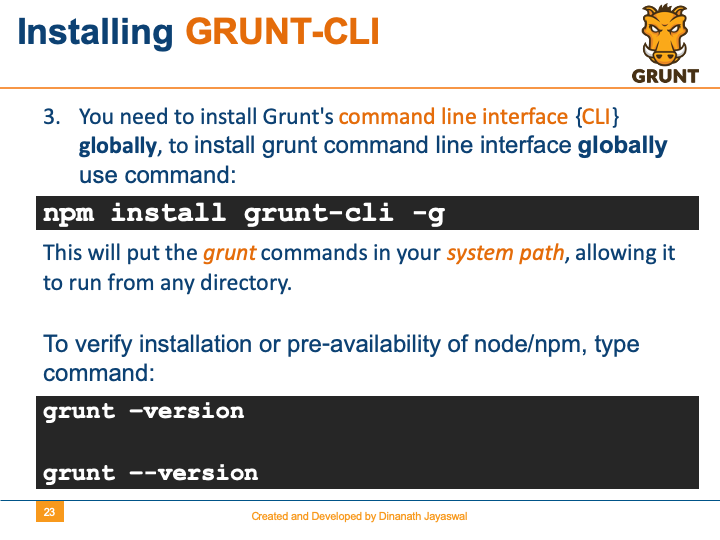 Installing GRUNT-CLI
GRUNT
3. You need to install Grunt's command line interface {CLI}
globally, to install grunt command line interface globally
use command:
npm install grunt-cli -g
This will put the grunt commands in your system path, allowing it
to run from any directory.
To verify installation or pre-availability of node/npm, type
command:
grunt –version
grunt –-version
23
Created and Developed by Dinanath Jayaswal